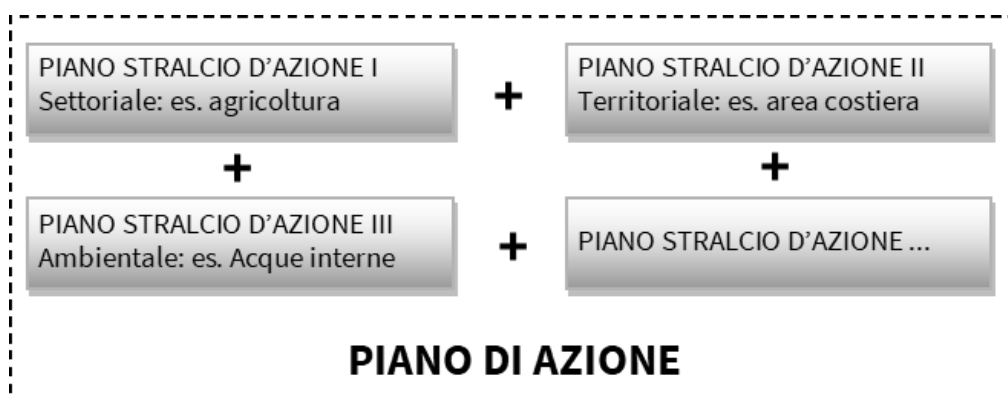 PIANO STRALCIO D’AZIONE I
Settoriale: es. agricoltura
+
PIANO STRALCIO D’AZIONE II
Territoriale: es. area costiera
+
+
PIANO STRALCIO D’AZIONE III
Ambientale: es. Acque interne
+
PIANO STRALCIO D’AZIONE ...
PIANO DI AZIONE